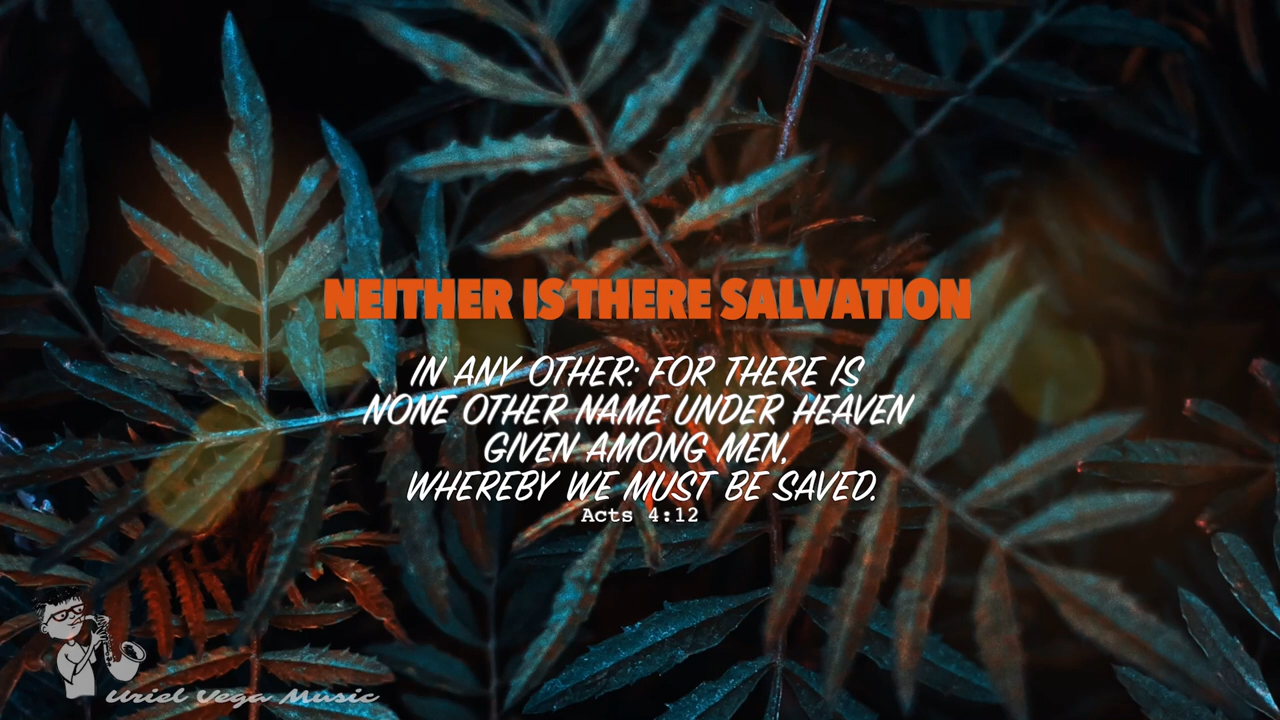 NEITHER IS THERE SALVATION
IN ANY OTHER: FOR THERE IS
NONE OTHER NAME UNDER HEAVEN
GIVEN AMONG MEN,
WHEREBY WE MUST BE SAVED.
Acts 4:12
Uriel Vega Music